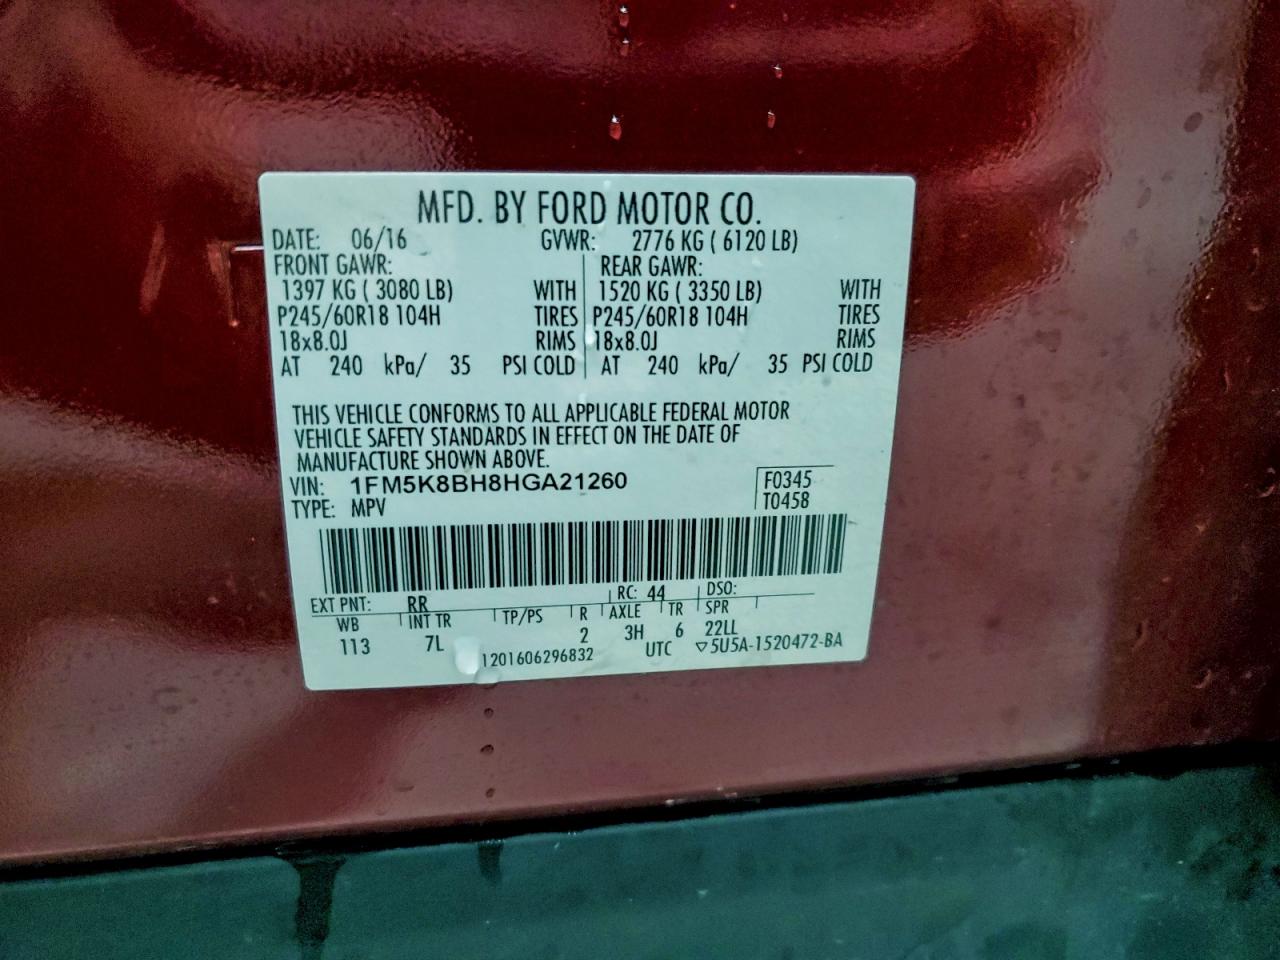 MFD. BY FORD MOTOR CO.
DATE: 06/16 GVWR: 2776 KG ( 6120 LB)
FRONT GAWR: REAR GAWR:
1397 KG ( 3080 LB) WITH 1520 KG ( 3350 LB) WITH
P245/60R18 104H TIRES P245/60R18 104H TIRES
18x8.0J RIMS 18x8.0J RIMS
AT 240 kPa/ 35 PSI COLD AT 240 kPa/ 35 PSI COLD
THIS VEHICLE CONFORMS TO ALL APPLICABLE FEDERAL MOTOR
VEHICLE SAFETY STANDARDS IN EFFECT ON THE DATE OF
MANUFACTURE SHOWN ABOVE.
VIN: 1FM5K8BH8HGA21260 F0345
TYPE: MPV T0458
EXT PNT: RR RC: 44 DSO:
WB INT TR TP/PS R AXLE TR SPR
113 7L 2 3H 6 22LL
1201606296832 UTC ▽5U5A-1520472-BA